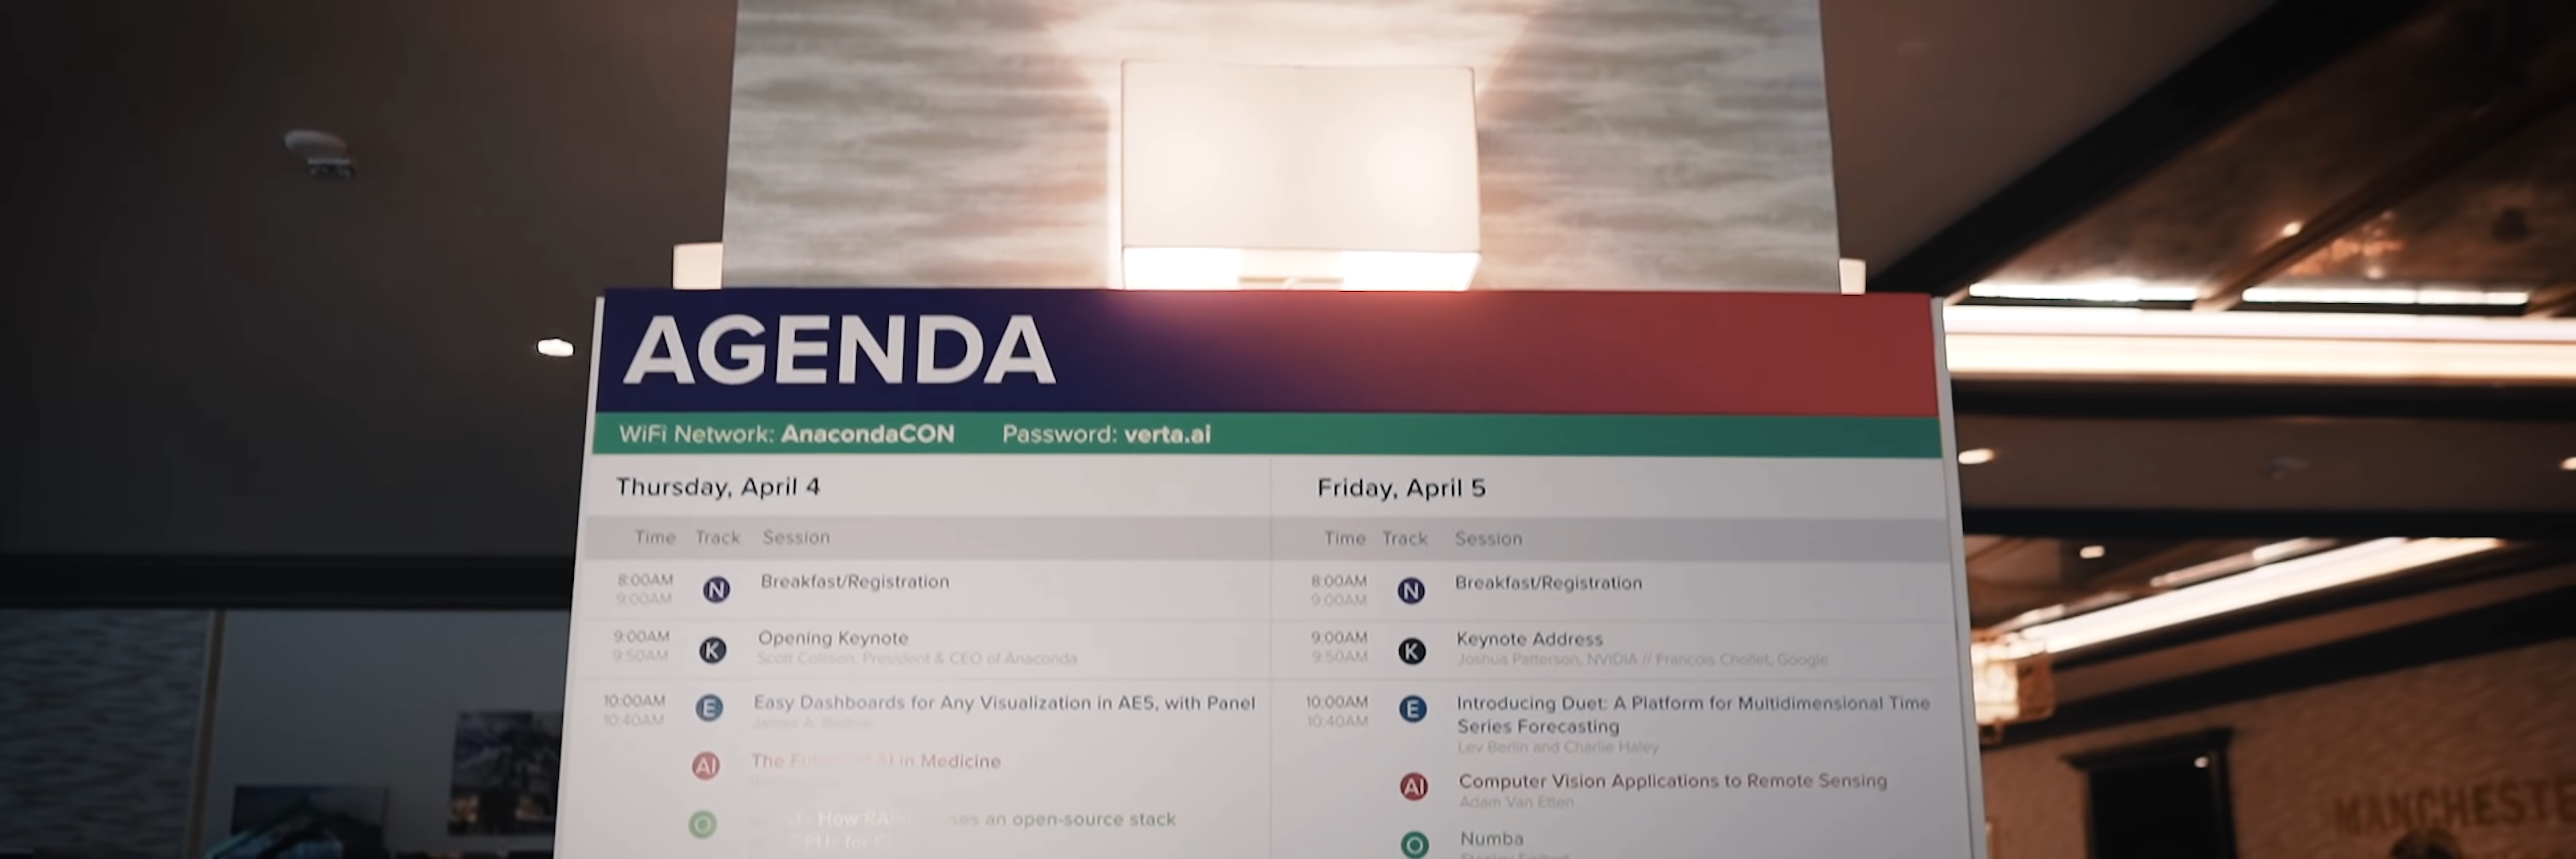 AGENDA
WiFi Network: AnacondaCON Password: verta.ai
Thursday, April 4
Time Track Session
8:00AM
9:00AM
N
Breakfast/Registration
9:00AM
9:50AM
K
Opening Keynote
Scott Collison, President & CEO of Anaconda
10:00AM
10:40AM
E
Easy Dashboards for Any Visualization in AE5, with Panel
AI
The AI in Medicine
O
How an open-source stack
Friday, April 5
Time Track Session
8:00AM
9:00AM
N
Breakfast/Registration
9:00AM
9:50AM
K
Keynote Address
Joshua Patterson, NVIDIA // Francois Chollet, Google
10:00AM
10:40AM
E
Introducing Duet: A Platform for Multidimensional Time
Series Forecasting
Lev Berlin and Charlie Haley
AI
Computer Vision Applications to Remote Sensing
Adam Van Etten
O
Numba